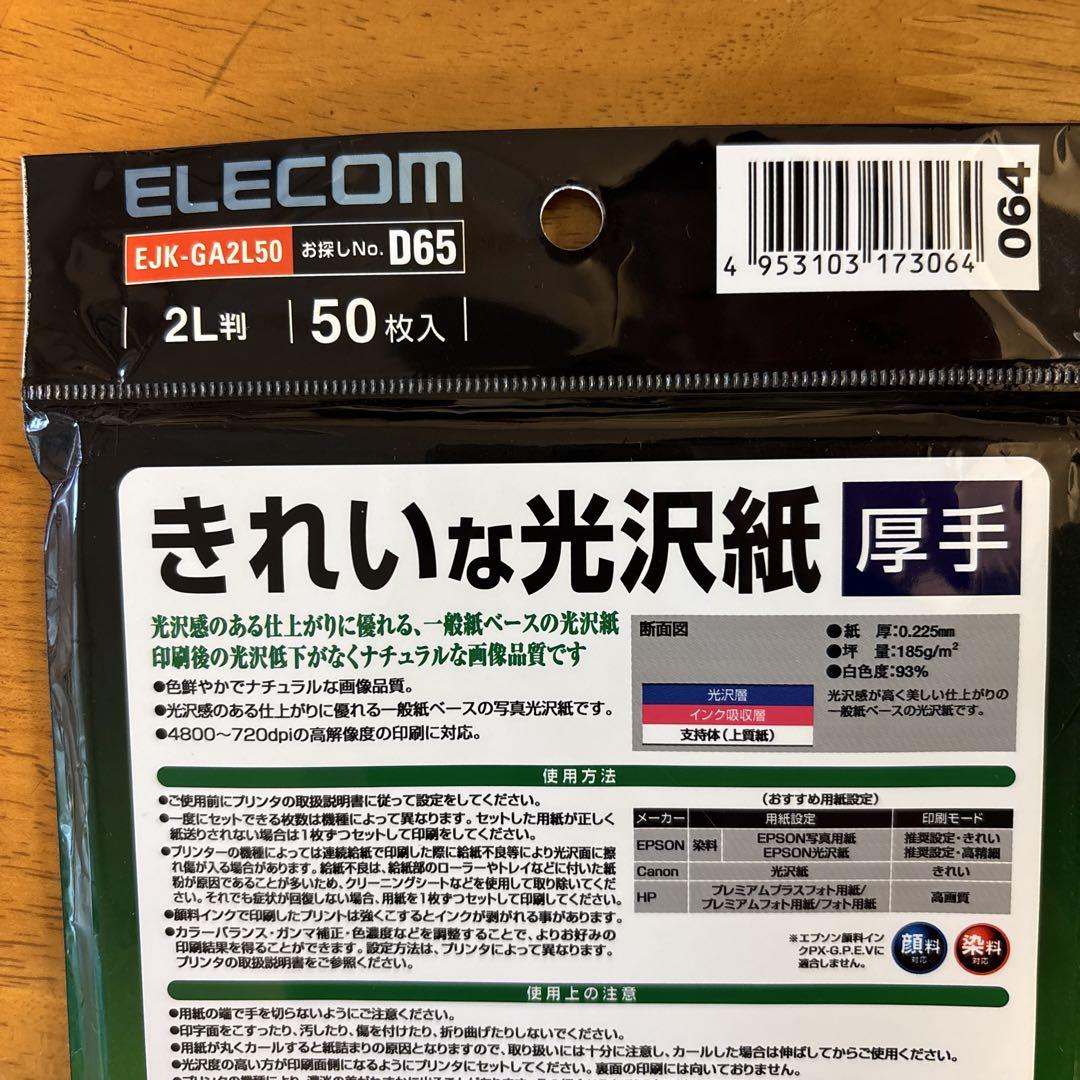 ELECOM
EJK-GA2L50 お探しNo. D65
2L判 50枚入
4 953103 173064
064
きれいな光沢紙 厚手
光沢感のある仕上がりに優れる、一般紙ベースの光沢紙
印刷後の光沢低下がなくナチュラルな画像品質です
●色鮮やかでナチュラルな画像品質。
●光沢感のある仕上がりに優れる一般紙ベースの写真光沢紙です。
●4800〜720dpiの高解像度の印刷に対応。
断面図
光沢層
インク吸収層
支持体(上質紙)
●紙 厚:0.225mm
●坪 量:185g/m²
●白色度:93%
光沢感が高く美しい仕上がりの
一般紙ベースの光沢紙です。
使用方法
●ご使用前にプリンタの取扱説明書に従って設定をしてください。
●一度にセットできる枚数は機種によって異なります。セットした用紙が正しく
紙送りされない場合は1枚ずつセットして印刷をしてください。
●プリンターの機種によっては連続給紙で印刷した際に給紙不良等により光沢面に擦
れ傷が入る場合があります。給紙不良は、給紙部のローラーやトレイなどに付いた紙
粉が原因であることが多いため、クリーニングシートなどを使用して取り除いてくだ
さい。それでも症状が回復しない場合、用紙を1枚ずつセットして印刷してください。
●顔料インクで印刷したプリントは強くこするとインクが剥がれる事があります。
●カラーバランス・ガンマ補正・色濃度などを調整することで、よりお好みの
印刷結果を得ることができます。設定方法は、プリンタによって異なります。
プリンタの取扱説明書をご参照ください。
(おすすめ用紙設定)
メーカー 用紙設定 印刷モード
EPSON 染料 EPSON写真用紙 推奨設定・きれい
EPSON光沢紙 推奨設定・高精細
Canon 光沢紙 きれい
HP プレミアムプラスフォト用紙/ 高画質
プレミアムフォト用紙/フォト用紙
※エプソン顔料イン
クPX-G.P.E.Vに
適合しません。
顔料 対応
染料 対応
使用上の注意
●用紙の端で手を切らないようにご注意ください。
●印字面をこすったり、汚したり、傷を付けたり、折り曲げたりしないでください。
●用紙が丸くカールすると紙詰まりの原因となりますので、取り扱いには十分に注意し、カールした場合は伸ばしてからご使用ください。
●光沢度の高い方が印刷面側になるようにプリンタにセットしてください。裏面の印刷には向いておりません。